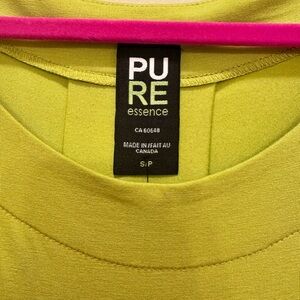 PU
RE
essence
CA 60648
MADE IN/FAIT AU
CANADA
S/P